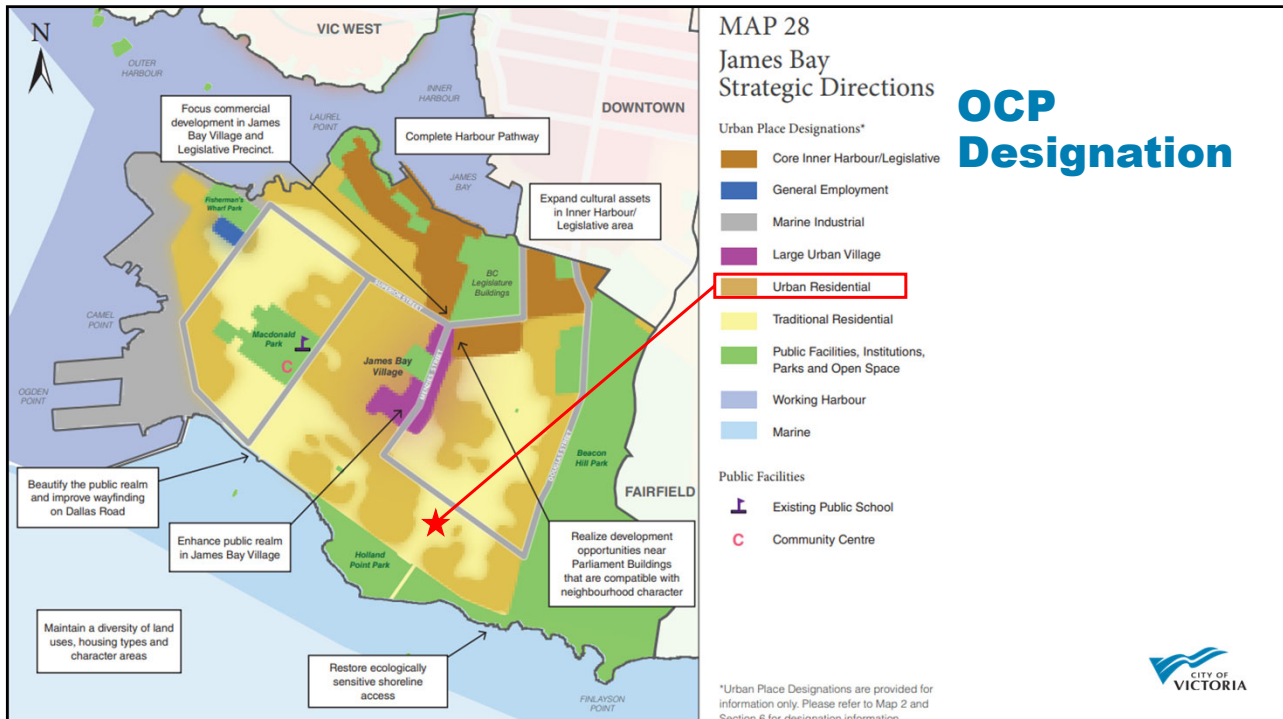 N
VIC WEST
OUTER
HARBOUR
INNER
HARBOUR
DOWNTOWN
Focus commercial
development in James
Bay Village and
Legislative Precinct.
LAUREL
POINT
Complete Harbour Pathway
JAMES
BAY
Expand cultural assets
in Inner Harbour/
Legislative area
Fisherman's
Wharf Park
BC
Legislature
Buildings
CAMEL
POINT
Macdonald
Park
C
James Bay
Village
OGDEN
POINT
Beacon
Hill Park
FAIRFIELD
Beautify the public realm
and improve wayfinding
on Dallas Road
Enhance public realm
in James Bay Village
Holland
Point Park
Realize development
opportunities near
Parliament Buildings
that are compatible with
neighbourhood character
Maintain a diversity of land
uses, housing types and
character areas
Restore ecologically
sensitive shoreline
access
FINLAYSON
POINT
MAP 28
James Bay
Strategic Directions
Urban Place Designations*
Core Inner Harbour/Legislative
General Employment
Marine Industrial
Large Urban Village
Urban Residential
Traditional Residential
Public Facilities, Institutions,
Parks and Open Space
Working Harbour
Marine
Public Facilities
Existing Public School
C Community Centre
*Urban Place Designations are provided for
information only. Please refer to Map 2 and
Section 6 for designation information
OCP
Designation
CITY OF
VICTORIA